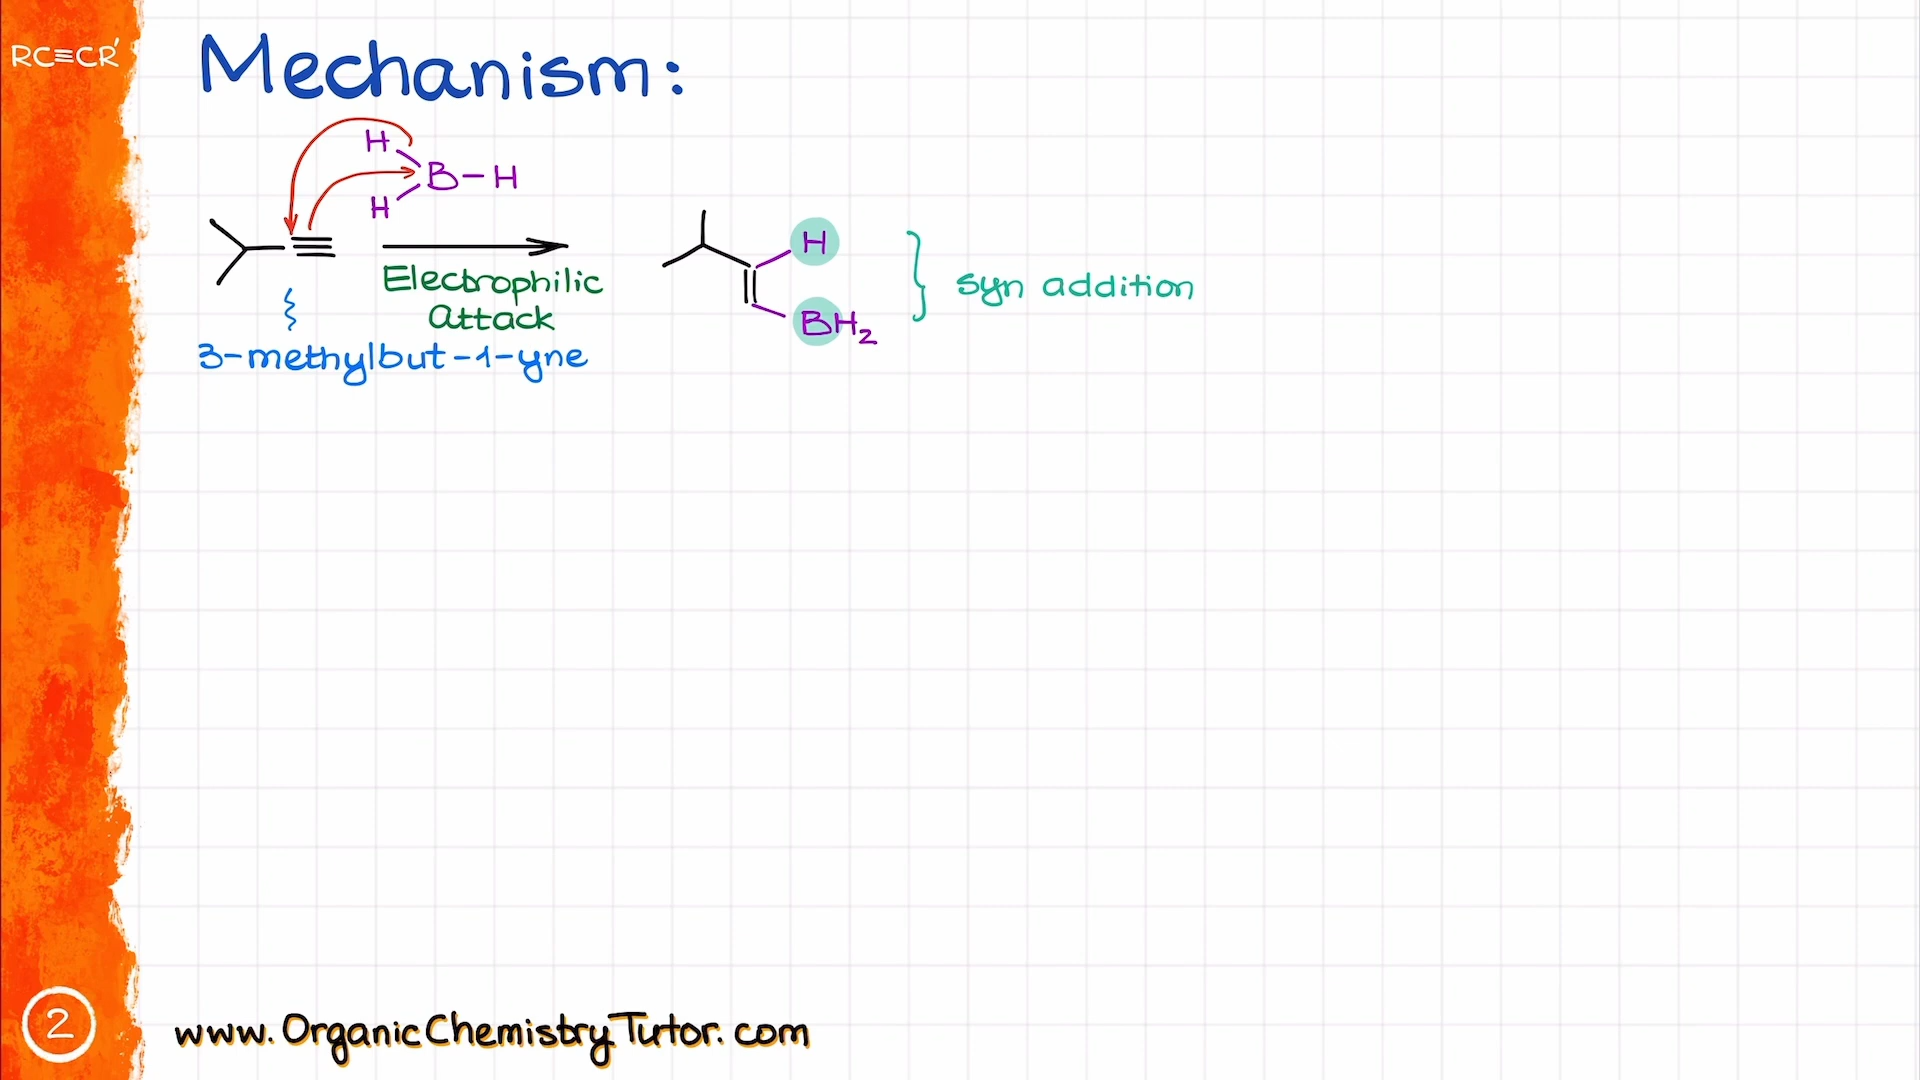 RC≡CR′
Mechanism:
H
B–H
H
H
Electrophilic
Attack
syn addition
BH₂
3-methylbut-1-yne
2
www.OrganicChemistryTutor.com